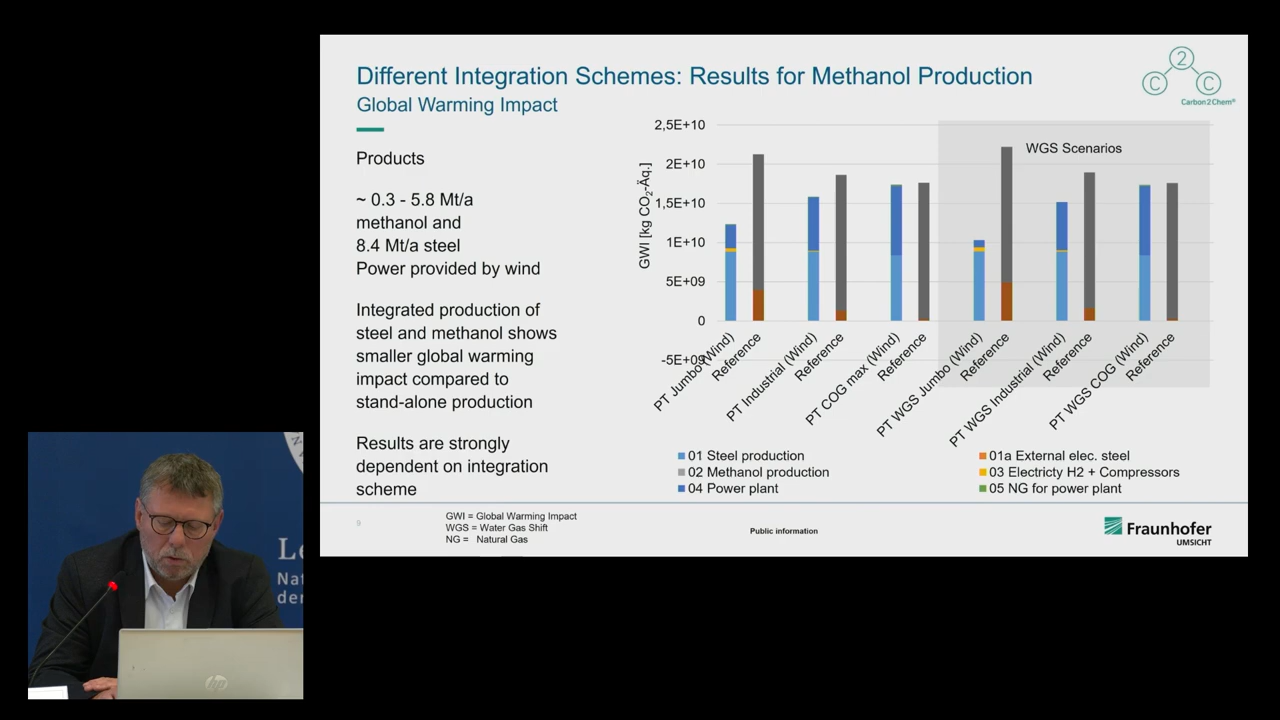 Different Integration Schemes: Results for Methanol Production
Global Warming Impact
C
2
C
Carbon2Chem®
Products
~ 0.3 - 5.8 Mt/a
methanol and
8.4 Mt/a steel
Power provided by wind
Integrated production of
steel and methanol shows
smaller global warming
impact compared to
stand-alone production
Results are strongly
dependent on integration
scheme
GWI [kg CO2-Äq.]
2,5E+10
2E+10
1,5E+10
1E+10
5E+09
0
-5E+09
WGS Scenarios
PT Jumbo (Wind)
Reference
PT Industrial (Wind)
Reference
PT COG max (Wind)
Reference
PT WGS Jumbo (Wind)
Reference
PT WGS Industrial (Wind)
Reference
PT WGS COG (Wind)
Reference
01 Steel production
01a External elec. steel
02 Methanol production
03 Electricty H2 + Compressors
04 Power plant
05 NG for power plant
9
GWI = Global Warming Impact
WGS = Water Gas Shift
NG = Natural Gas
Public information
Fraunhofer
UMSICHT
Le
Nat
der
hp